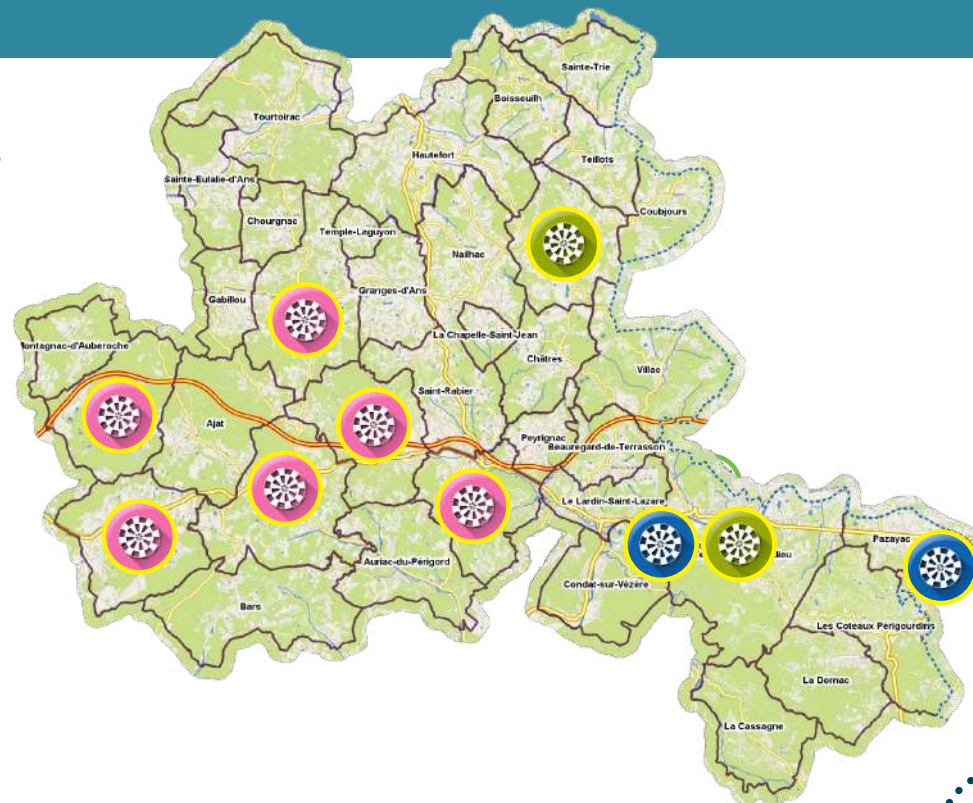 Sainte-Trie
Boisseuilh
Tourtoirac
Hautefort
Teillots
Sainte-Eulalie-d'Ans
Coubjours
Chourgnac
Temple-Laguyon
Nailhac
Granges-d'Ans
Gabillou
La Chapelle-Saint-Jean
Montagnac-d'Auberoche
Châtres
Villac
Saint-Rabier
Ajat
Peyrignac
Beauregard-de-Terrasson
Le Lardin-Saint-Lazare
Pazayac
dieu
Auriac-du-Périgord
Condat-sur-Vézère
Bars
Les Coteaux Périgourdins
La Dornac
La Cassagne